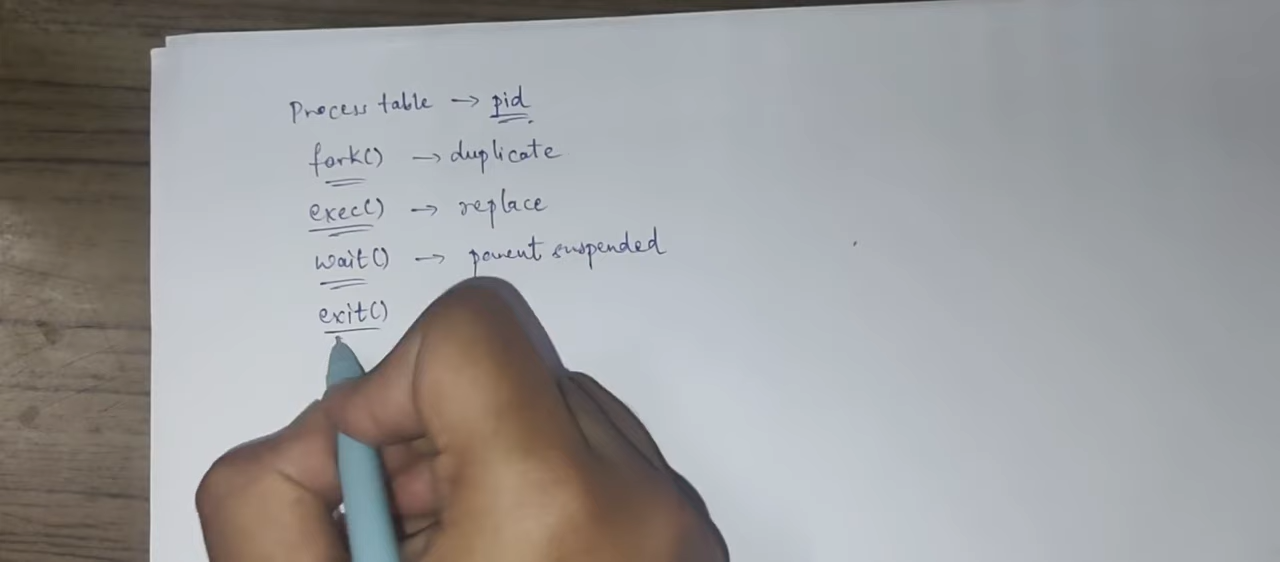 Process table → pid
fork() → duplicate
exec() → replace
wait() → parent suspended
exit()